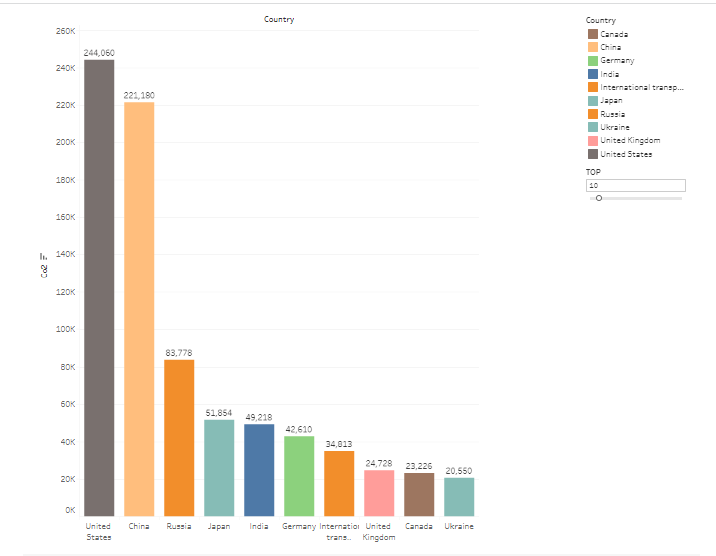 Country
260K
240K
220K
200K
180K
160K
140K
120K
100K
80K
60K
40K
20K
0K
Co2
244,060
221,180
83,778
51,854
49,218
42,610
34,813
24,728
23,226
20,550
United States
China
Russia
Japan
India
Germany
Internatio trans..
United Kingdom
Canada
Ukraine
Country
Canada
China
Germany
India
International transp...
Japan
Russia
Ukraine
United Kingdom
United States
TOP
10